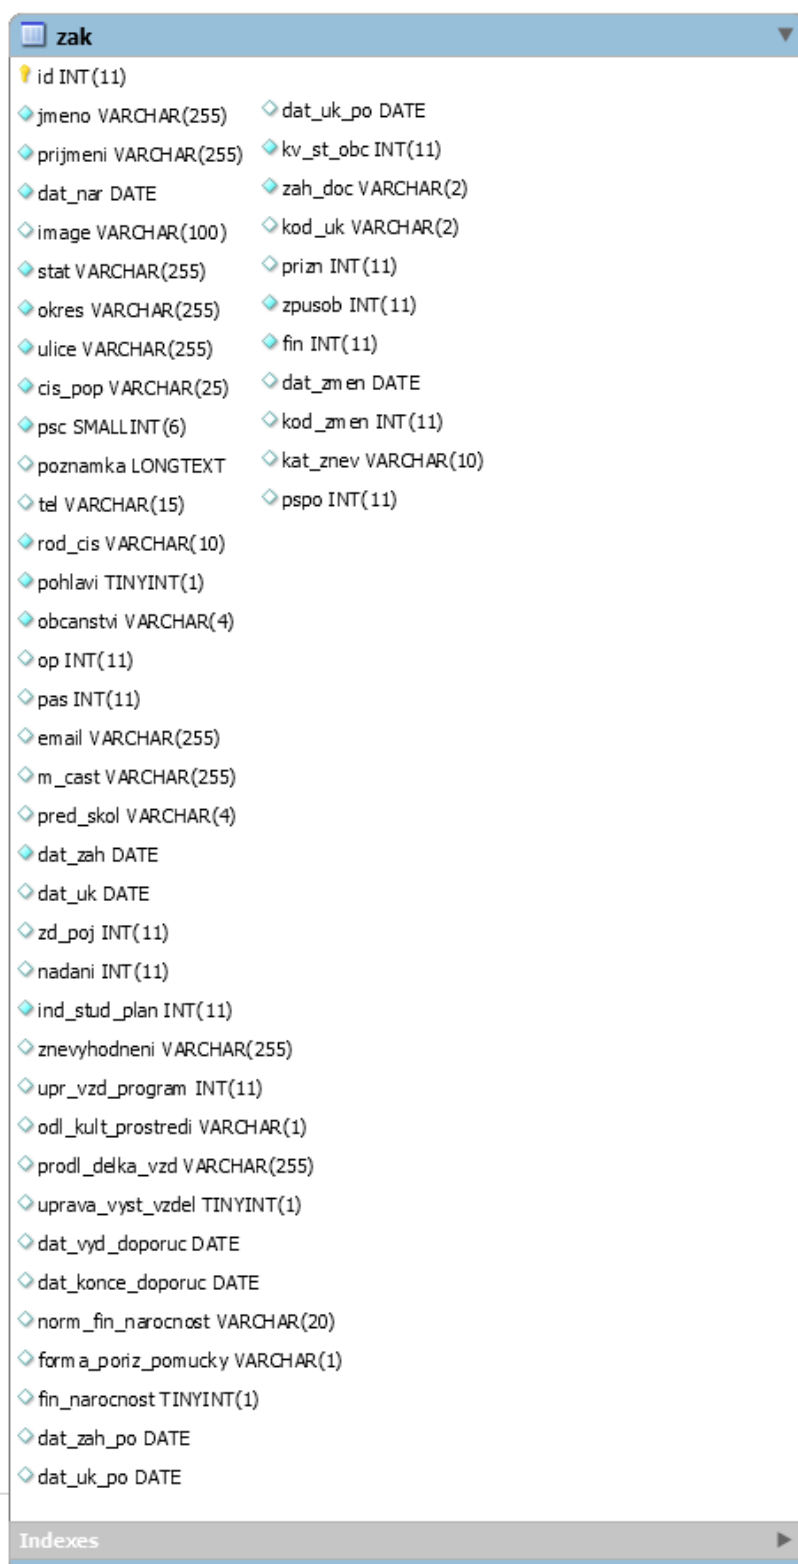 zak
id INT(11)
jmeno VARCHAR(255)
prijmeni VARCHAR(255)
dat_nar DATE
image VARCHAR(100)
stat VARCHAR(255)
okres VARCHAR(255)
ulice VARCHAR(255)
cis_pop VARCHAR(25)
psc SMALLINT(6)
poznamka LONGTEXT
tel VARCHAR(15)
rod_cis VARCHAR(10)
pohlavi TINYINT(1)
obcanstvi VARCHAR(4)
op INT(11)
pas INT(11)
email VARCHAR(255)
m_cast VARCHAR(255)
pred_skol VARCHAR(4)
dat_zah DATE
dat_uk DATE
zd_poj INT(11)
nadani INT(11)
ind_stud_plan INT(11)
znevyhodneni VARCHAR(255)
upr_vzd_program INT(11)
odl_kult_prostredi VARCHAR(1)
prodl_delka_vzd VARCHAR(255)
uprava_vyst_vzdel TINYINT(1)
dat_vyd_doporuc DATE
dat_konce_doporuc DATE
norm_fin_narocnost VARCHAR(20)
forma_poriz_pomucky VARCHAR(1)
fin_narocnost TINYINT(1)
dat_zah_po DATE
dat_uk_po DATE
dat_uk_po DATE
kv_st_obc INT(11)
zah_doc VARCHAR(2)
kod_uk VARCHAR(2)
prizn INT(11)
zpusob INT(11)
fin INT(11)
dat_zmen DATE
kod_zmen INT(11)
kat_znev VARCHAR(10)
pspo INT(11)
Indexes